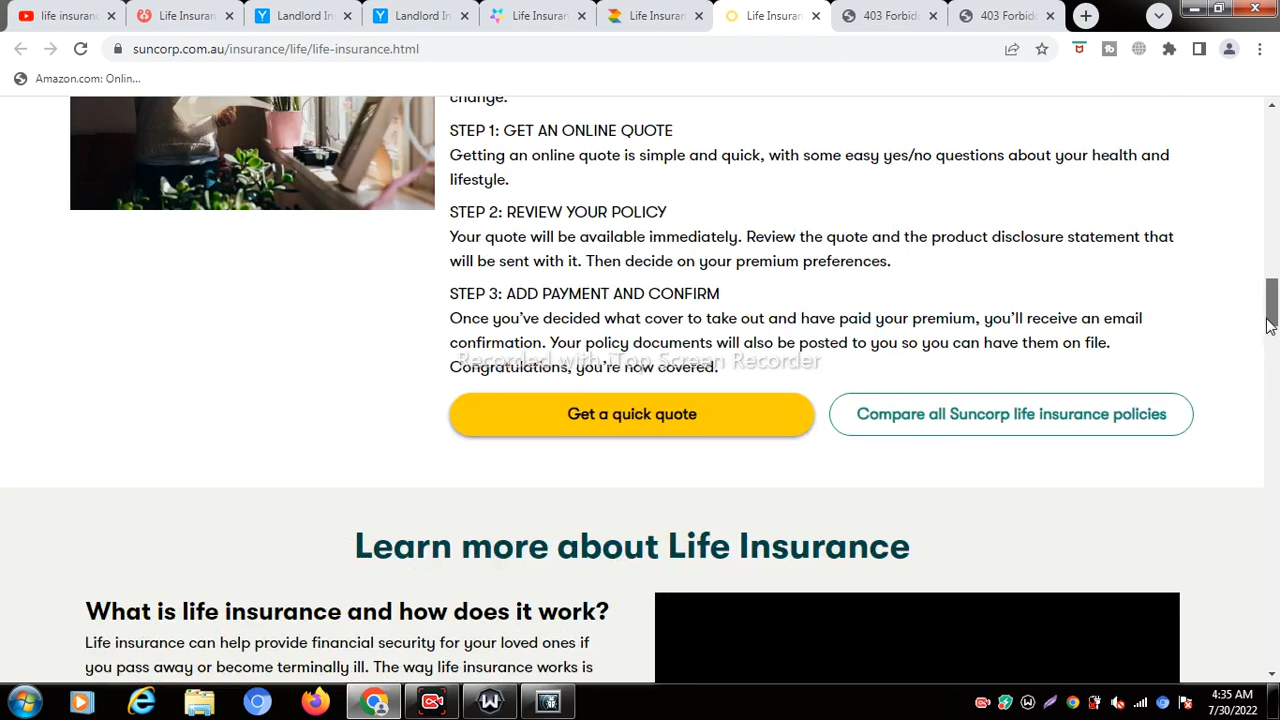 life insuranc
Life Insuran
Landlord In
Landlord In
Life Insuran
Life Insuran
Life Insuran
403 Forbidd
403 Forbidd
suncorp.com.au/insurance/life/life-insurance.html
Amazon.com: Onlin...
change.
STEP 1: GET AN ONLINE QUOTE
Getting an online quote is simple and quick, with some easy yes/no questions about your health and
lifestyle.
STEP 2: REVIEW YOUR POLICY
Your quote will be available immediately. Review the quote and the product disclosure statement that
will be sent with it. Then decide on your premium preferences.
STEP 3: ADD PAYMENT AND CONFIRM
Once you’ve decided what cover to take out and have paid your premium, you’ll receive an email
confirmation. Your policy documents will also be posted to you so you can have them on file.
Recorded with iTop Screen Recorder
Congratulations, you’re now covered.
Get a quick quote
Compare all Suncorp life insurance policies
Learn more about Life Insurance
What is life insurance and how does it work?
Life insurance can help provide financial security for your loved ones if
you pass away or become terminally ill. The way life insurance works is
4:35 AM
7/30/2022